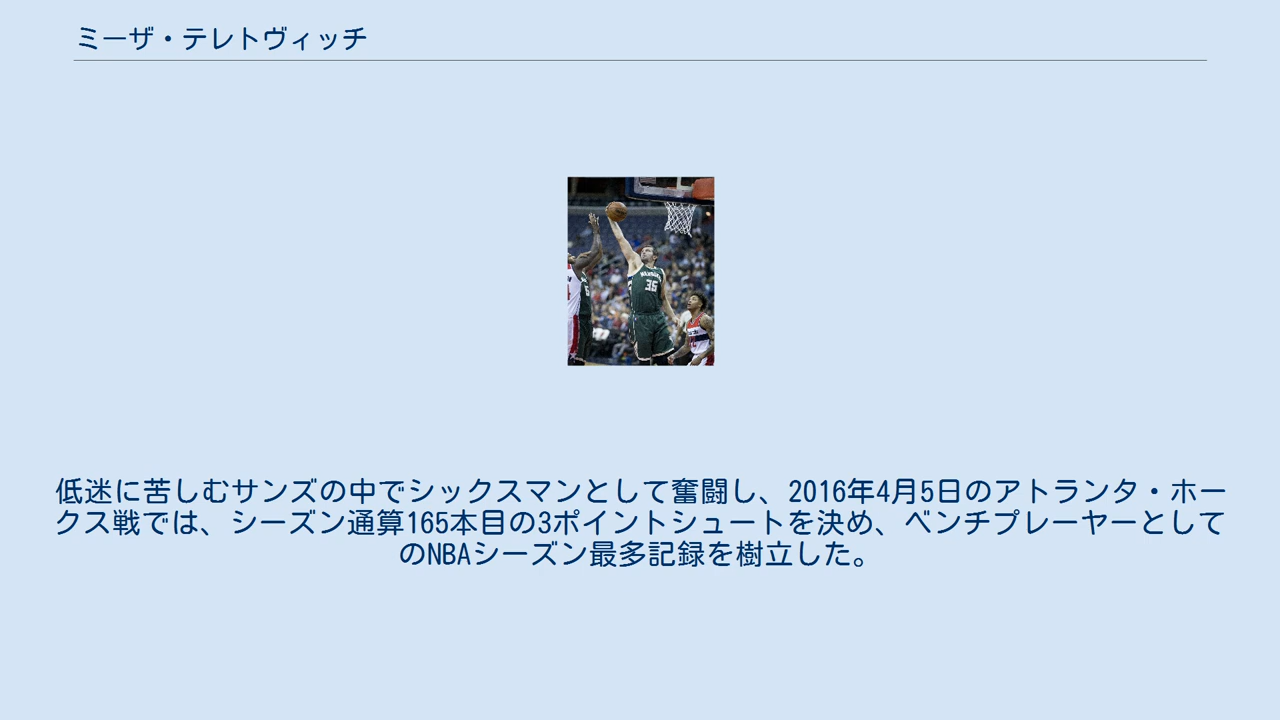 ミーザ・テレトヴィッチ
35
低迷に苦しむサンズの中でシックスマンとして奮闘し、2016年4月5日のアトランタ・ホー
クス戦では、シーズン通算165本目の3ポイントシュートを決め、ベンチプレーヤーとして
のNBAシーズン最多記録を樹立した。